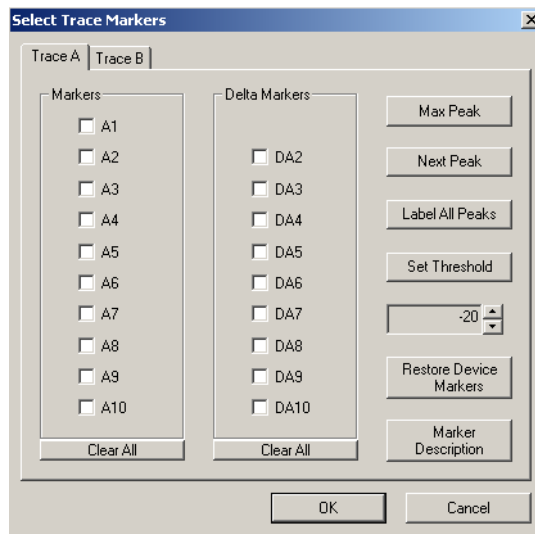 Select Trace Markers
Trace A
Trace B
Markers
A1
A2
A3
A4
A5
A6
A7
A8
A9
A10
Clear All
Delta Markers
DA2
DA3
DA4
DA5
DA6
DA7
DA8
DA9
DA10
Clear All
Max Peak
Next Peak
Label All Peaks
Set Threshold
-20
Restore Device
Markers
Marker
Description
OK
Cancel